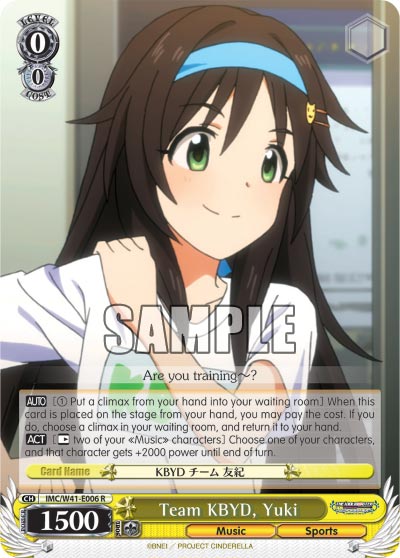 LEVEL
0
0
COST
SAMPLE
Are you training～?
AUTO [① Put a climax from your hand into your waiting room] When this
card is placed on the stage from your hand, you may pay the cost. If you
do, choose a climax in your waiting room, and return it to your hand.
ACT [ two of your «Music» characters] Choose one of your characters,
and that character gets +2000 power until end of turn.
Card Name
KBYD チーム 友紀
CD IMC/W41-E006 R
POWER
1500
SOUL
Team KBYD, Yuki
Music
Sports
©BNEI / PROJECT CINDERELLA